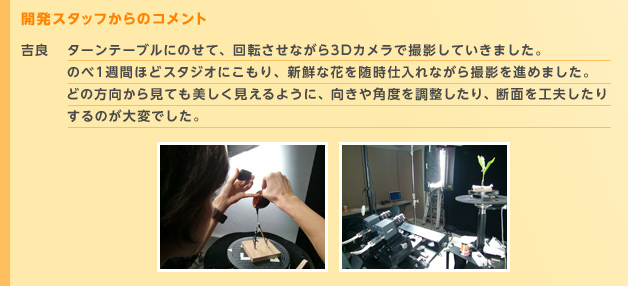 開発スタッフからのコメント
吉良 ターンテーブルにのせて、回転させながら3Dカメラで撮影していきました。
のべ1週間ほどスタジオにこもり、新鮮な花を随時仕入れながら撮影を進めました。
どの方向から見ても美しく見えるように、向きや角度を調整したり、断面を工夫したり
するのが大変でした。